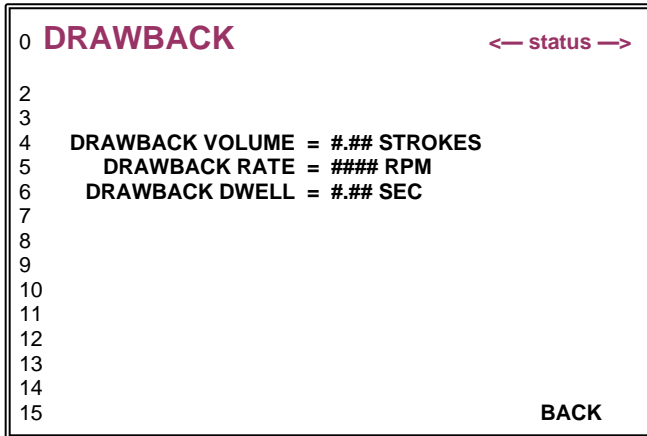 0 DRAWBACK <— status —>
2
3
4 DRAWBACK VOLUME = #.## STROKES
5 DRAWBACK RATE = #### RPM
6 DRAWBACK DWELL = #.## SEC
7
8
9
10
11
12
13
14
15 BACK